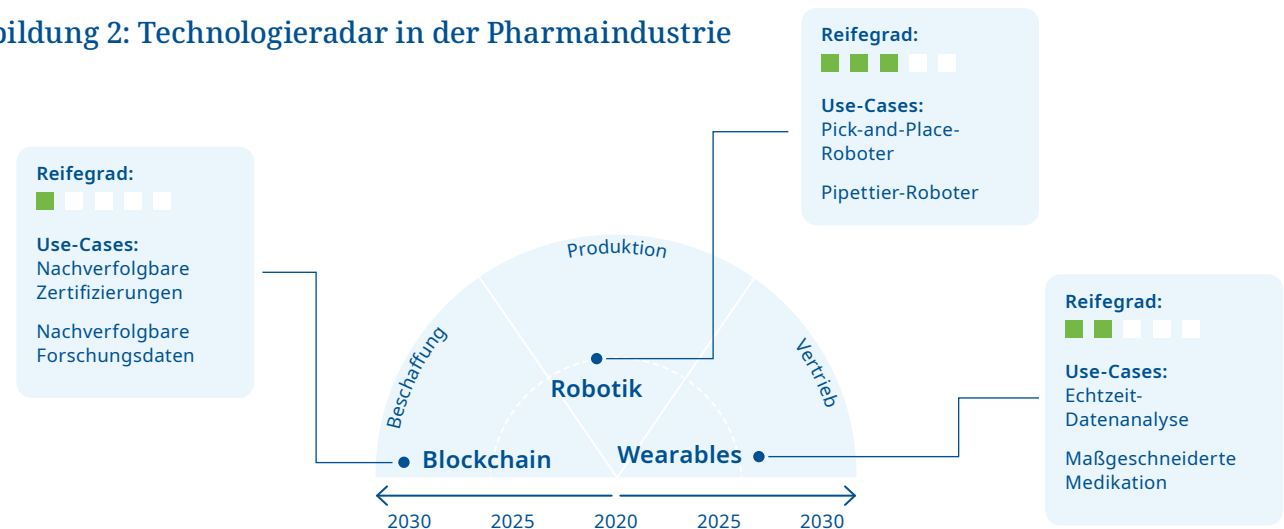 bildung 2: Technologieradar in der Pharmaindustrie
Reifegrad:
Use-Cases:
Pick-and-Place-
Roboter
Pipettier-Roboter
Reifegrad:
Use-Cases:
Nachverfolgbare
Zertifizierungen
Nachverfolgbare
Forschungsdaten
Produktion
Beschaffung
Vertrieb
Reifegrad:
Use-Cases:
Echtzeit-
Datenanalyse
Maßgeschneiderte
Medikation
Robotik
Blockchain
Wearables
2030 2025 2020 2025 2030